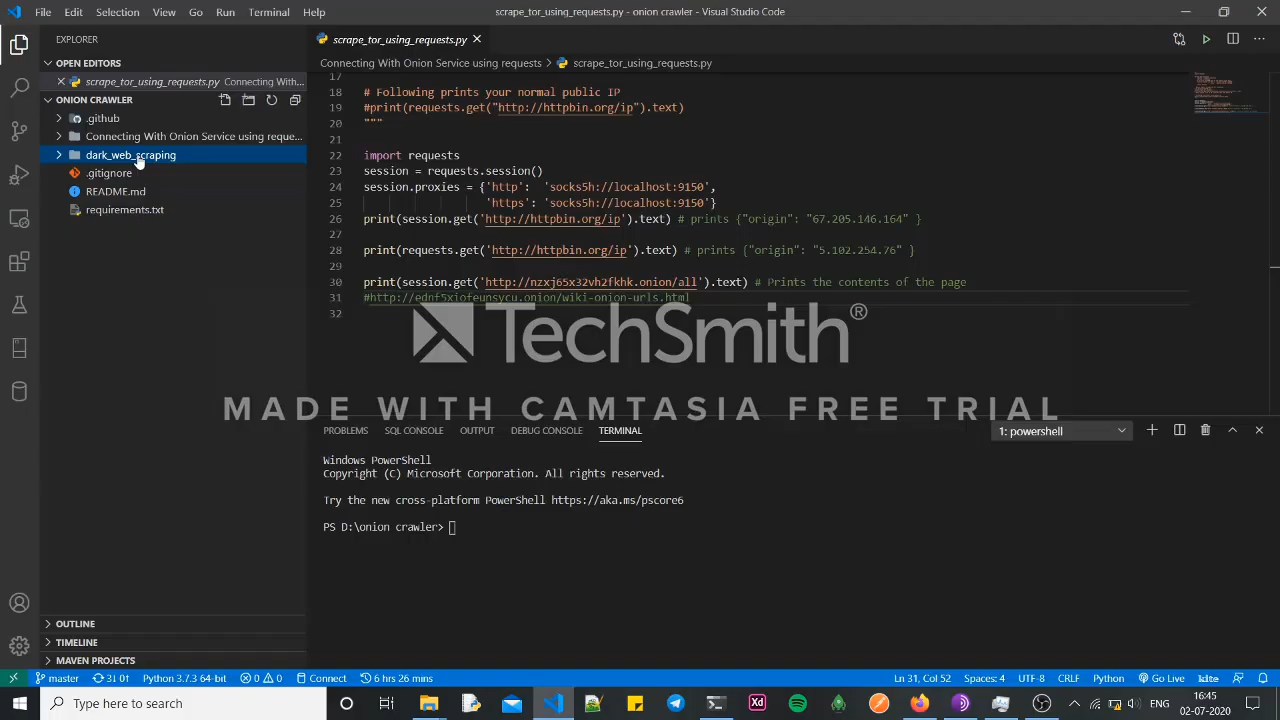 File Edit Selection View Go Run Terminal Help
scrape_tor_using_requests.py - onion crawler - Visual Studio Code
EXPLORER
OPEN EDITORS
scrape_tor_using_requests.py Connecting With...
ONION CRAWLER
.github
Connecting With Onion Service using reque...
dark_web_scraping
.gitignore
README.md
requirements.txt
OUTLINE
TIMELINE
MAVEN PROJECTS
scrape_tor_using_requests.py
Connecting With Onion Service using requests > scrape_tor_using_requests.py
17
18 # Following prints your normal public IP
19 #print(requests.get("http://httpbin.org/ip").text)
20 """
21
22 import requests
23 session = requests.session()
24 session.proxies = {'http': 'socks5h://localhost:9150',
25 'https': 'socks5h://localhost:9150'}
26 print(session.get('http://httpbin.org/ip').text) # prints {"origin": "67.205.146.164" }
27
28 print(requests.get('http://httpbin.org/ip').text) # prints {"origin": "5.102.254.76" }
29
30 print(session.get('http://nzxj65x32vh2fkhk.onion/all').text) # Prints the contents of the page
31 #http://ednf5xiofeunsycu.onion/wiki-onion-urls.html
32
TechSmith®
MADE WITH CAMTASIA FREE TRIAL
PROBLEMS SQL CONSOLE OUTPUT DEBUG CONSOLE TERMINAL
1: powershell
Windows PowerShell
Copyright (C) Microsoft Corporation. All rights reserved.
Try the new cross-platform PowerShell https://aka.ms/pscore6
PS D:\onion crawler>
master 3↓ 0↑ Python 3.7.3 64-bit 0 0 Connect 6 hrs 26 mins
Ln 31, Col 52 Spaces: 4 UTF-8 CRLF Python Go Live kite
Type here to search
Xd
ENG
16:45
02-07-2020